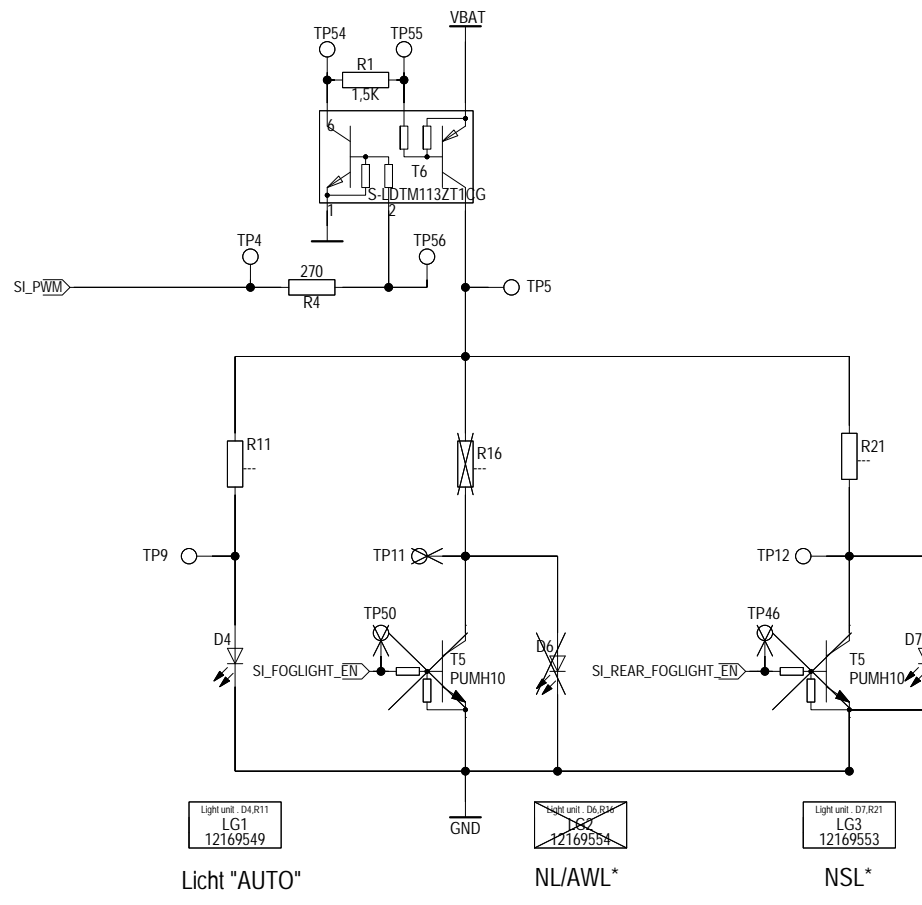 VBAT
TP54
TP55
R1
1,5K
6
T6
S-LDTM113ZT1CG
1
2
TP4
TP56
270
SI_PWM
TP5
R4
R11
---
R16
---
R21
---
TP9
TP11
TP12
TP50
TP46
D4
T5
D6
T5
D7
SI_FOGLIGHT_EN
PUMH10
SI_REAR_FOGLIGHT_EN
PUMH10
Light unit . D4,R11
LG1
12169549
GND
Light unit . D6,R16
LG2
12169554
Light unit . D7,R21
LG3
12169553
Licht "AUTO"
NL/AWL*
NSL*